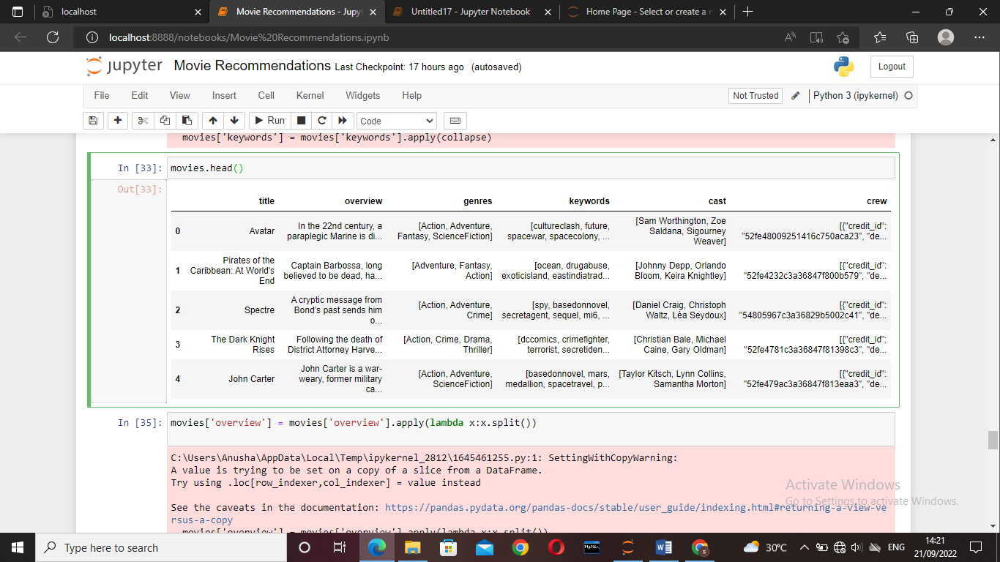 localhost
Movie Recommendations - Jupyt
Untitled17 - Jupyter Notebook
Home Page - Select or create a n
localhost:8888/notebooks/Movie%20Recommendations.ipynb
jupyter Movie Recommendations Last Checkpoint: 17 hours ago (autosaved)
Logout
File Edit View Insert Cell Kernel Widgets Help
Not Trusted
Python 3 (ipykernel)
Run
Code
movies['keywords'] = movies['keywords'].apply(collapse)
In [33]: movies.head()
Out[33]:
title overview genres keywords cast crew
0 Avatar In the 22nd century, a paraplegic Marine is di... [Action, Adventure, Fantasy, ScienceFiction] [cultureclash, future, spacewar, spacecolony, ... [Sam Worthington, Zoe Saldana, Sigourney Weaver] [{"credit_id": "52fe48009251416c750aca23", "de...
1 Pirates of the Caribbean: At World's End Captain Barbossa, long believed to be dead, ha... [Adventure, Fantasy, Action] [ocean, drugabuse, exoticisland, eastindiatrad... [Johnny Depp, Orlando Bloom, Keira Knightley] [{"credit_id": "52fe4232c3a36847f800b579", "de...
2 Spectre A cryptic message from Bond's past sends him o... [Action, Adventure, Crime] [spy, basedonnovel, secretagent, sequel, mi6, ... [Daniel Craig, Christoph Waltz, Léa Seydoux] [{"credit_id": "54805967c3a36829b5002c41", "de...
3 The Dark Knight Rises Following the death of District Attorney Harve... [Action, Crime, Drama, Thriller] [dccomics, crimefighter, terrorist, secretiden... [Christian Bale, Michael Caine, Gary Oldman] [{"credit_id": "52fe4781c3a36847f81398c3", "de...
4 John Carter John Carter is a war-weary, former military ca... [Action, Adventure, ScienceFiction] [basedonnovel, mars, medallion, spacetravel, p... [Taylor Kitsch, Lynn Collins, Samantha Morton] [{"credit_id": "52fe479ac3a36847f813eaa3", "de...
In [35]: movies['overview'] = movies['overview'].apply(lambda x:x.split())
C:\Users\Anusha\AppData\Local\Temp\ipykernel_2812\1645461255.py:1: SettingWithCopyWarning:
A value is trying to be set on a copy of a slice from a DataFrame.
Try using .loc[row_indexer,col_indexer] = value instead
See the caveats in the documentation: https://pandas.pydata.org/pandas-docs/stable/user_guide/indexing.html#returning-a-view-ve
rsus-a-copy
movies['overview'] = movies['overview'].apply(lambda x:x.split())
Activate Windows
Go to Settings to activate Windows.
Type here to search
MySQL
30°C
ENG
14:21
21/09/2022